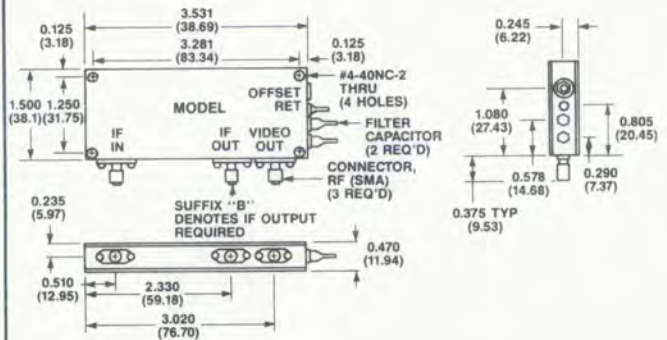 3.531
(38.69)
0.125
(3.18)
3.281
(83.34)
0.125
(3.18)
#4-40NC-2
THRU
(4 HOLES)
1.500
(38.1)
1.250
(31.75)
MODEL
OFFSET
RET
IF
IN
IF
OUT
VIDEO
OUT
FILTER
CAPACITOR
(2 REQ'D)
CONNECTOR,
RF (SMA)
(3 REQ'D)
SUFFIX "B"
DENOTES IF OUTPUT
REQUIRED
0.235
(5.97)
0.470
(11.94)
0.510
(12.95)
2.330
(59.18)
3.020
(76.70)
0.245
(6.22)
1.080
(27.43)
0.805
(20.45)
0.578
(14.68)
0.290
(7.37)
0.375 TYP
(9.53)